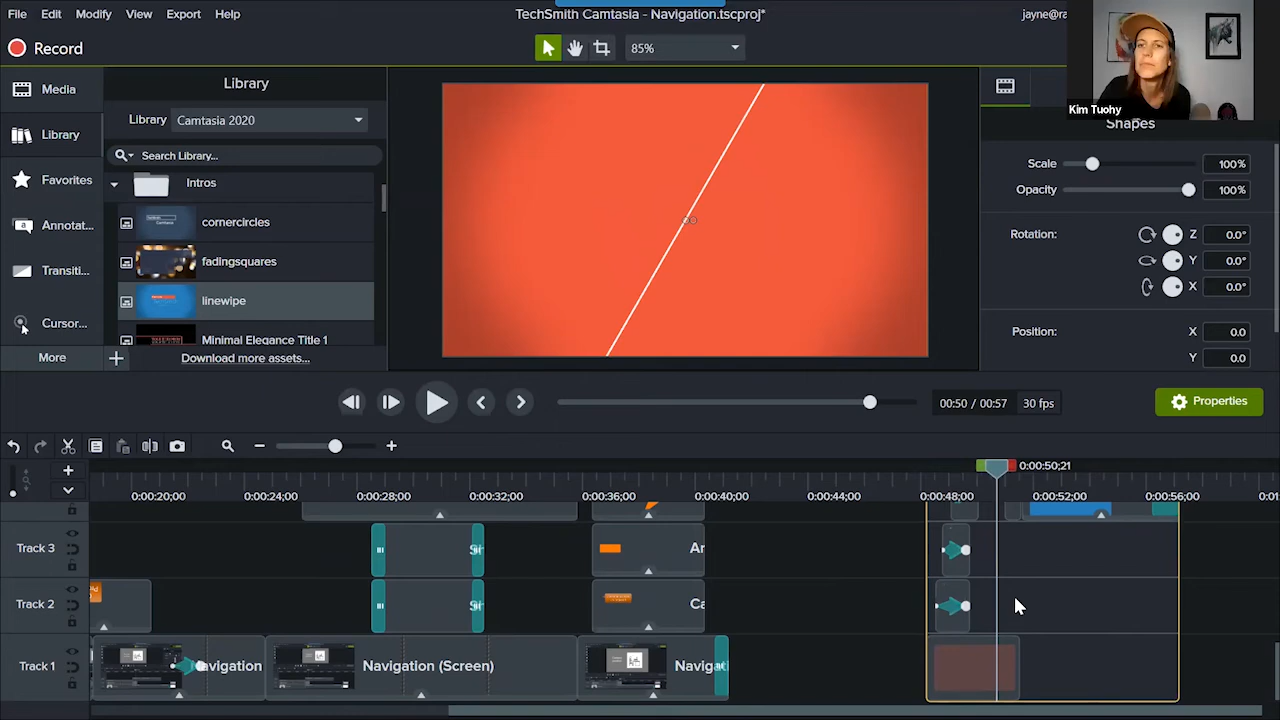 File Edit Modify View Export Help
TechSmith Camtasia - Navigation.tscproj*
jayne@ra
Record
85%
Kim Tuohy
Media
Library
Favorites
Annotat...
Transiti...
Cursor...
More
Library
Library Camtasia 2020
Search Library...
Intros
cornercircles
fadingsquares
linewipe
Minimal Elegance Title 1
Download more assets...
Shapes
Scale 100%
Opacity 100%
Rotation: Z 0.0°
Y 0.0°
X 0.0°
Position: X 0.0
Y 0.0
00:50 / 00:57 30 fps
Properties
0:00:50;21
0:00:20;00 0:00:24;00 0:00:28;00 0:00:32;00 0:00:36;00 0:00:40;00 0:00:44;00 0:00:48;00 0:00:52;00 0:00:56;00 0:01
Track 3
Ar
Track 2
Ca
Track 1
avigation Navigation (Screen) Navigat